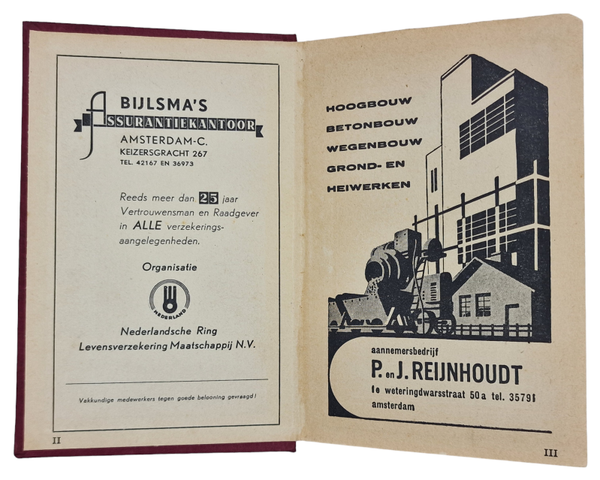 BIJLSMA'S
ASSURANTIEKANTOOR
AMSTERDAM-C.
KEIZERSGRACHT 267
TEL. 42167 EN 36973
Reeds meer dan 25 jaar
Vertrouwensman en Raadgever
in ALLE verzekerings-
aangelegenheden.
Organisatie
NEDERLAND
Nederlandsche Ring
Levensverzekering Maatschappij N.V.
Vakkundige medewerkers tegen goede belooning gevraagd!
II
HOOGBOUW
BETONBOUW
WEGENBOUW
GROND- EN
HEIWERKEN
aannemersbedrijf
P. en J. REIJNHOUDT
1e weteringdwarsstraat 50a tel. 35791
amsterdam
III